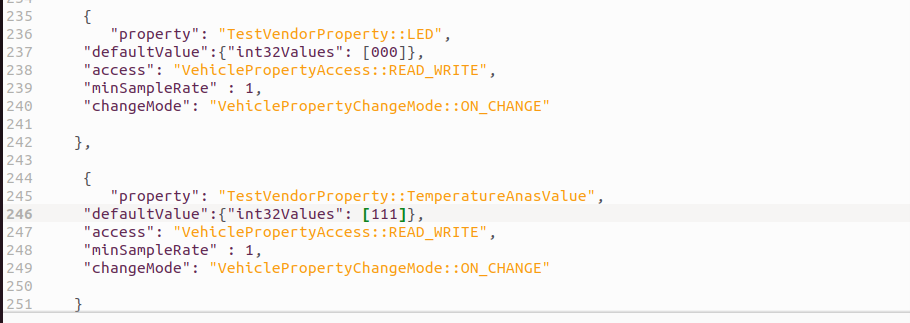 235 {
236 "property": "TestVendorProperty::LED",
237 "defaultValue":{"int32Values": [000]},
238 "access": "VehiclePropertyAccess::READ_WRITE",
239 "minSampleRate" : 1,
240 "changeMode": "VehiclePropertyChangeMode::ON_CHANGE"
241
242 },
243
244 {
245 "property": "TestVendorProperty::TemperatureAnasValue",
246 "defaultValue":{"int32Values": [111]},
247 "access": "VehiclePropertyAccess::READ_WRITE",
248 "minSampleRate" : 1,
249 "changeMode": "VehiclePropertyChangeMode::ON_CHANGE"
250
251 }